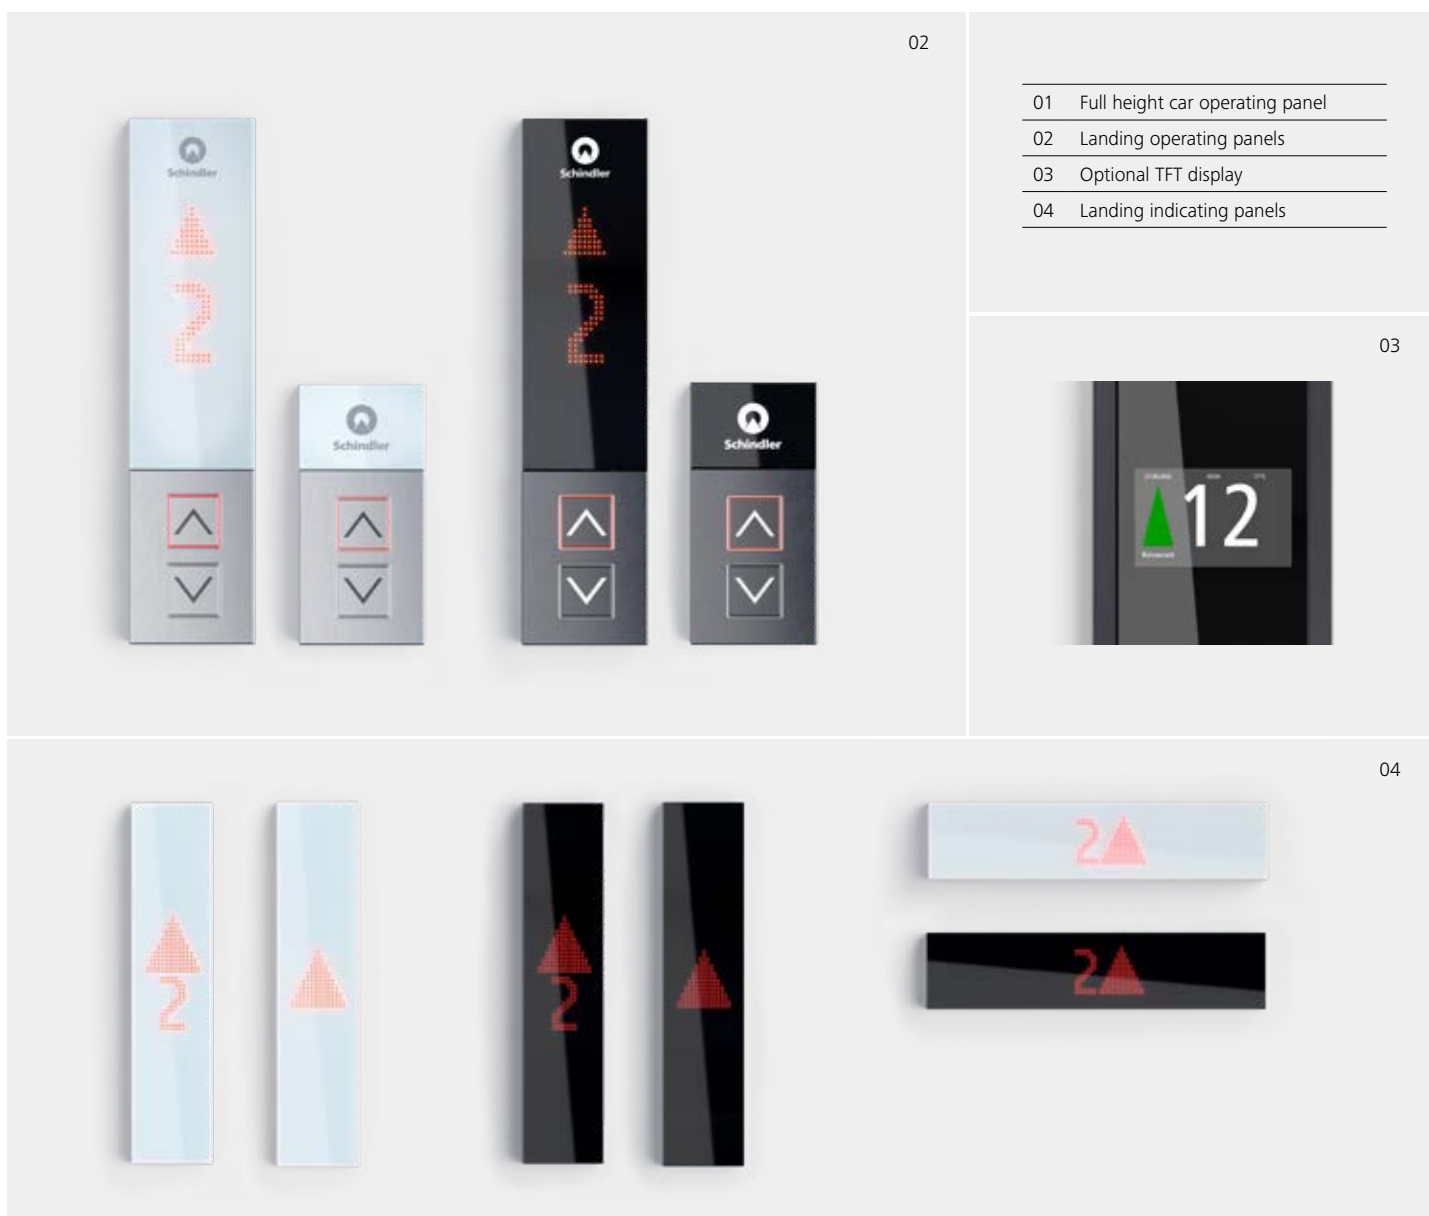 02
Schindler
2
Schindler
Schindler
2
Schindler
01 Full height car operating panel
02 Landing operating panels
03 Optional TFT display
04 Landing indicating panels
03
12
04
2
2
2
2